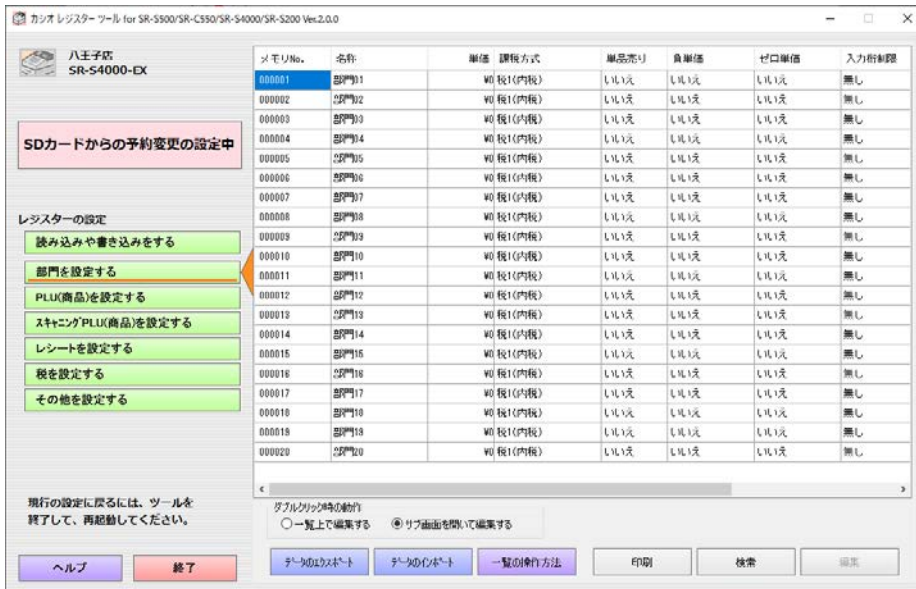 カシオ レジスター ツール for SR-S500/SR-C550/SR-S4000/SR-S200 Ver.2.0.0
八王子店
SR-S4000-EX
SDカードからの予約変更の設定中
レジスターの設定
読み込みや書き込みをする
部門を設定する
PLU(商品)を設定する
スキャニングPLU(商品)を設定する
レシートを設定する
税を設定する
その他を設定する
現行の設定に戻るには、ツールを
終了して、再起動してください。
ヘルプ 終了
メモリNo. 名称 単価 課税方式 単品売り 負単価 ゼロ単価 入力桁制限
000001 部門01 ¥0 税1(内税) いいえ いいえ いいえ 無し
000002 部門02 ¥0 税1(内税) いいえ いいえ いいえ 無し
000003 部門03 ¥0 税1(内税) いいえ いいえ いいえ 無し
000004 部門04 ¥0 税1(内税) いいえ いいえ いいえ 無し
000005 部門05 ¥0 税1(内税) いいえ いいえ いいえ 無し
000006 部門06 ¥0 税1(内税) いいえ いいえ いいえ 無し
000007 部門07 ¥0 税1(内税) いいえ いいえ いいえ 無し
000008 部門08 ¥0 税1(内税) いいえ いいえ いいえ 無し
000009 部門09 ¥0 税1(内税) いいえ いいえ いいえ 無し
000010 部門10 ¥0 税1(内税) いいえ いいえ いいえ 無し
000011 部門11 ¥0 税1(内税) いいえ いいえ いいえ 無し
000012 部門12 ¥0 税1(内税) いいえ いいえ いいえ 無し
000013 部門13 ¥0 税1(内税) いいえ いいえ いいえ 無し
000014 部門14 ¥0 税1(内税) いいえ いいえ いいえ 無し
000015 部門15 ¥0 税1(内税) いいえ いいえ いいえ 無し
000016 部門16 ¥0 税1(内税) いいえ いいえ いいえ 無し
000017 部門17 ¥0 税1(内税) いいえ いいえ いいえ 無し
000018 部門18 ¥0 税1(内税) いいえ いいえ いいえ 無し
000019 部門19 ¥0 税1(内税) いいえ いいえ いいえ 無し
000020 部門20 ¥0 税1(内税) いいえ いいえ いいえ 無し
ダブルクリック時の動作
一覧上で編集する サブ画面を開いて編集する
データのエクスポート データのインポート 一覧の操作方法 印刷 検索 編集